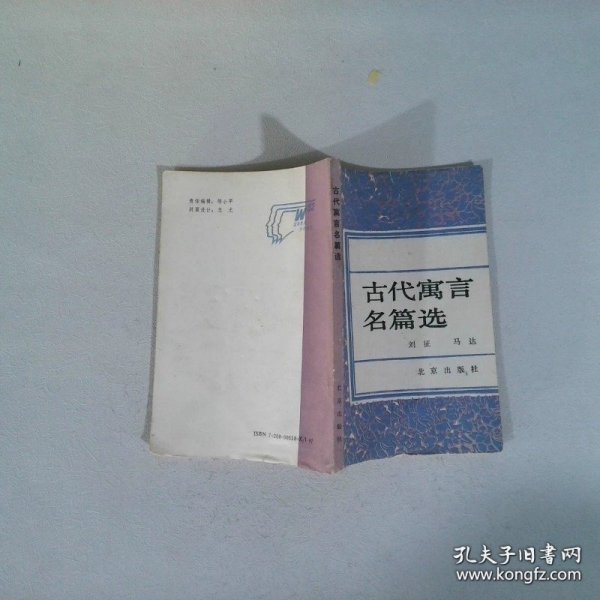 古代寓言
名篇选
刘征 马达
北京出版社
古代寓言名篇选
北京出版社
孔夫子旧书网
www.kongfz.com